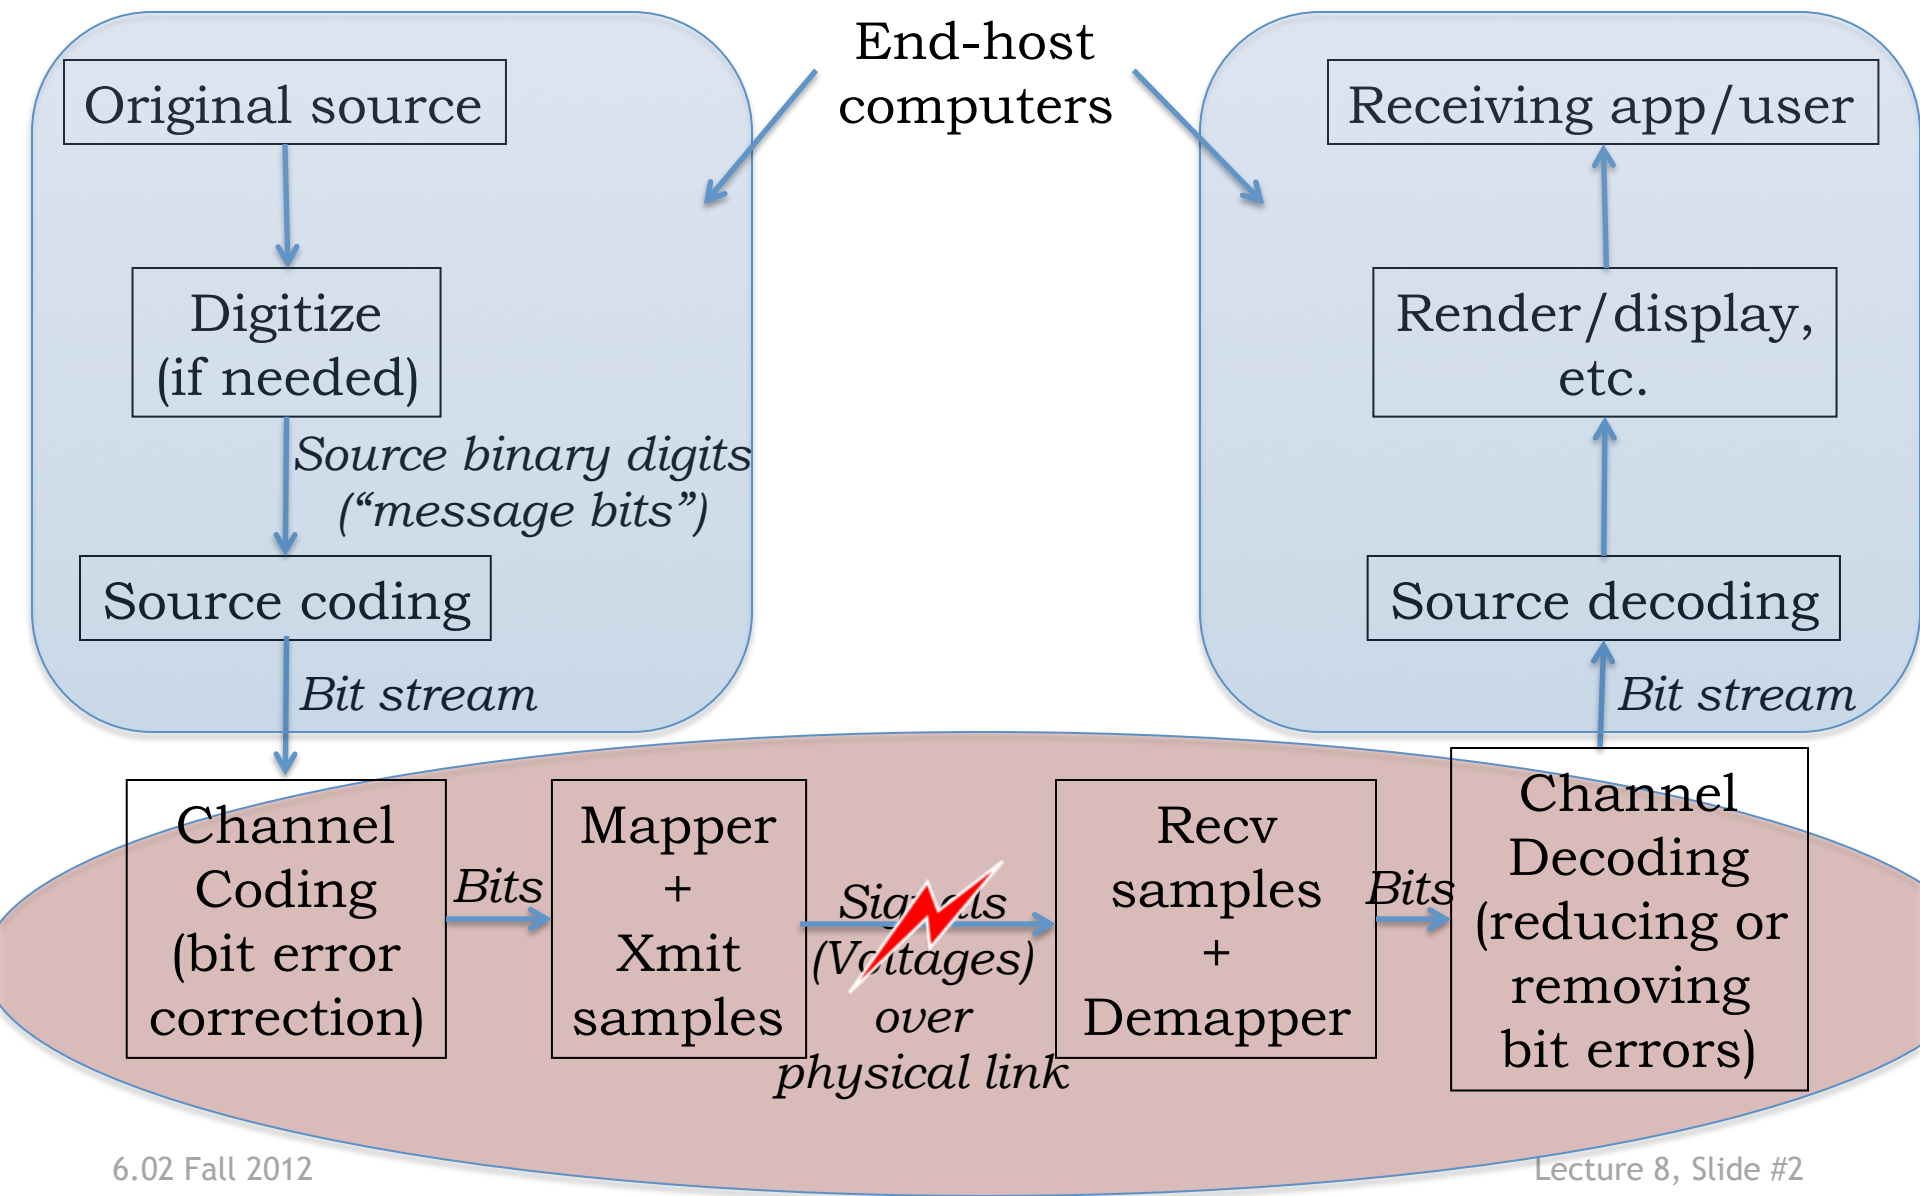 End-host
computers
Original source
Digitize
(if needed)
Source binary digits
(“message bits”)
Source coding
Bit stream
Receiving app/user
Render/display,
etc.
Source decoding
Bit stream
Channel
Coding
(bit error
correction)
Bits
Mapper
+
Xmit
samples
Signals
(Voltages)
over
physical link
Recv
samples
+
Demapper
Bits
Channel
Decoding
(reducing or
removing
bit errors)
6.02 Fall 2012
Lecture 8, Slide #2